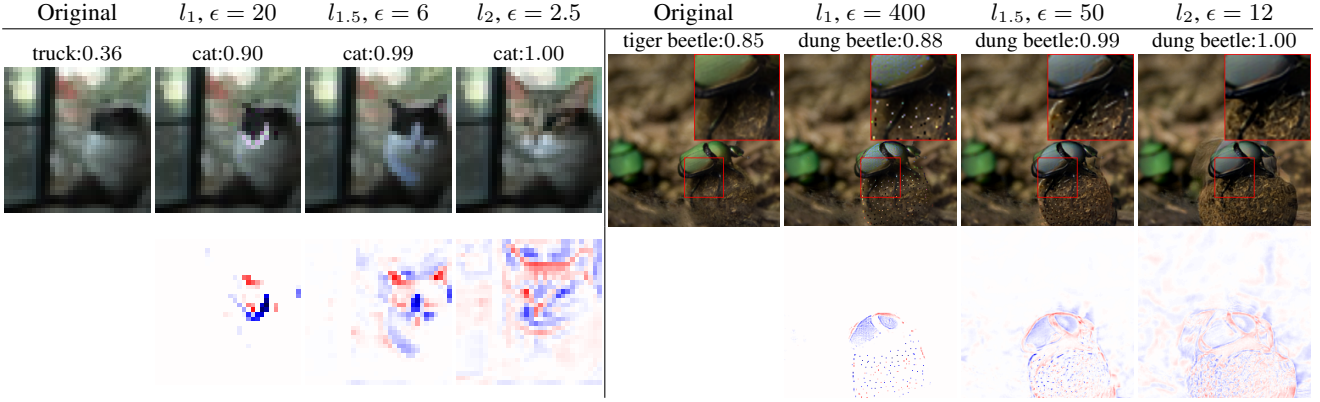 Original l₁, ϵ = 20 l₁.₅, ϵ = 6 l₂, ϵ = 2.5 Original l₁, ϵ = 400 l₁.₅, ϵ = 50 l₂, ϵ = 12
truck:0.36 cat:0.90 cat:0.99 cat:1.00 tiger beetle:0.85 dung beetle:0.88 dung beetle:0.99 dung beetle:1.00